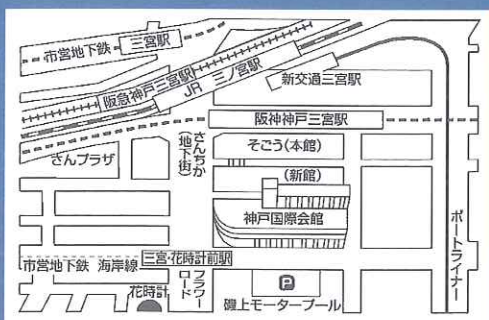 市営地下鉄
三宮駅
阪急神戸三宮駅
JR 三ノ宮駅
新交通三宮駅
阪神神戸三宮駅
さんプラザ
さんちか
(地下街)
そごう(本館)
(新館)
神戸国際会館
ポートライナー
市営地下鉄 海岸線
三宮・花時計前駅
花時計
フラワー
ロード
P
磯上モータープール